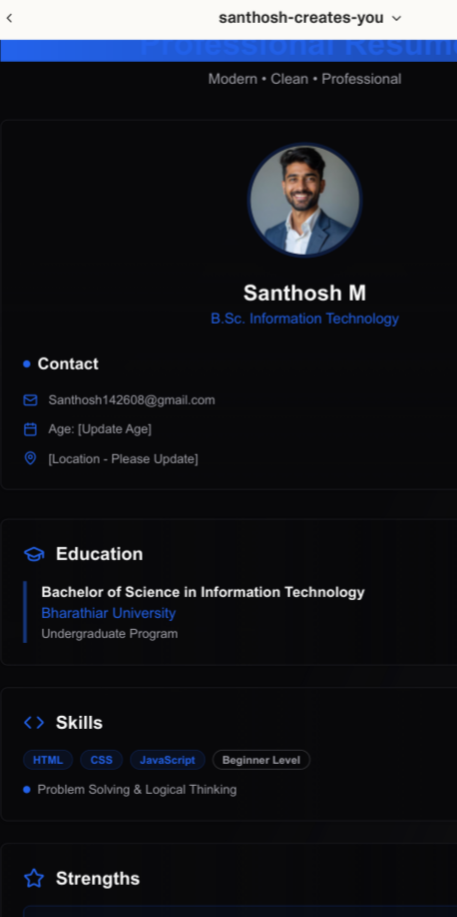 santhosh-creates-you
Professional Resum
Modern • Clean • Professional
Santhosh M
B.Sc. Information Technology
Contact
Santhosh142608@gmail.com
Age: [Update Age]
[Location - Please Update]
Education
Bachelor of Science in Information Technology
Bharathiar University
Undergraduate Program
Skills
HTML CSS JavaScript Beginner Level
Problem Solving & Logical Thinking
Strengths